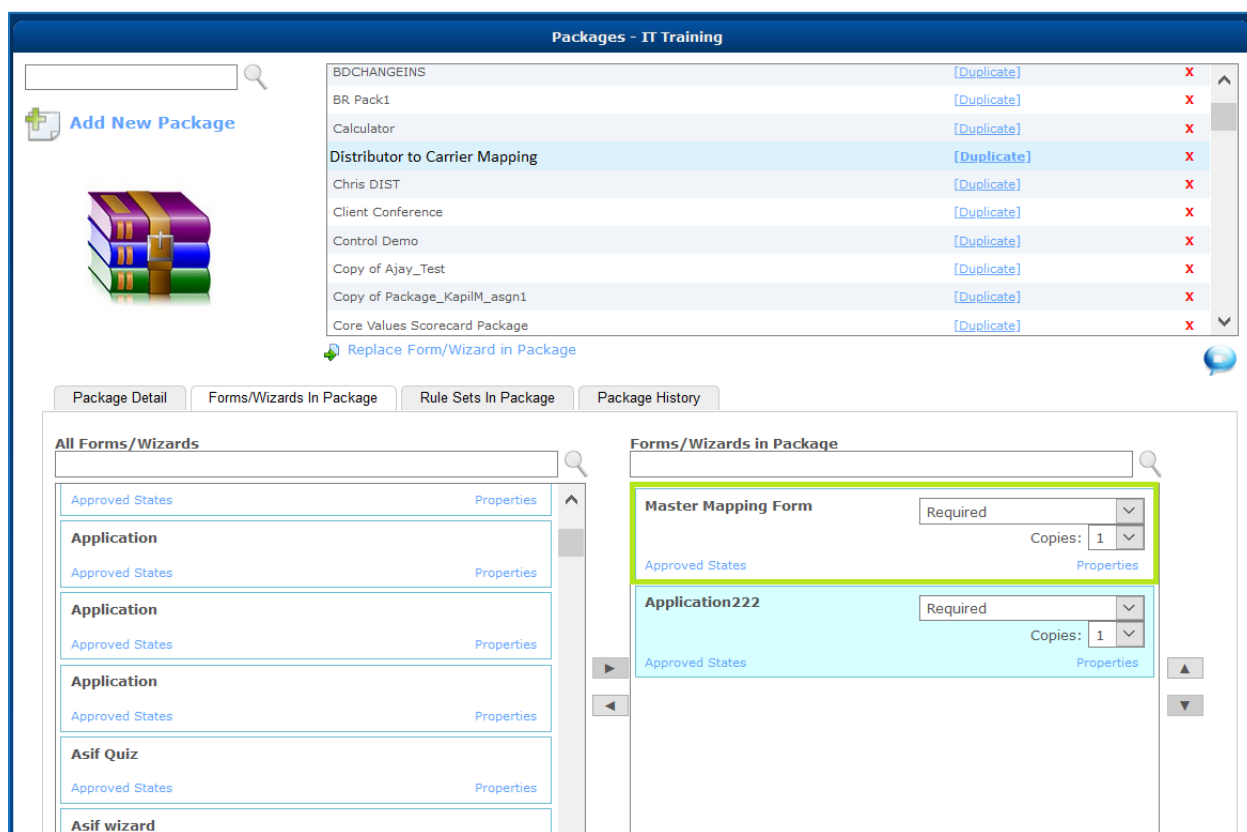 Packages - IT Training
BDCHANGEINS [Duplicate] X
BR Pack1 [Duplicate] X
Add New Package
Calculator [Duplicate] X
Distributor to Carrier Mapping [Duplicate] X
Chris DIST [Duplicate] X
Client Conference [Duplicate] X
Control Demo [Duplicate] X
Copy of Ajay_Test [Duplicate] X
Copy of Package_KapilM_asgn1 [Duplicate] X
Core Values Scorecard Package [Duplicate] X
Replace Form/Wizard in Package
Package Detail Forms/Wizards In Package Rule Sets In Package Package History
All Forms/Wizards
Approved States Properties
Application
Approved States Properties
Application
Approved States Properties
Application
Approved States Properties
Asif Quiz
Approved States Properties
Asif wizard
Forms/Wizards in Package
Master Mapping Form Required
Copies: 1
Approved States Properties
Application222 Required
Copies: 1
Approved States Properties